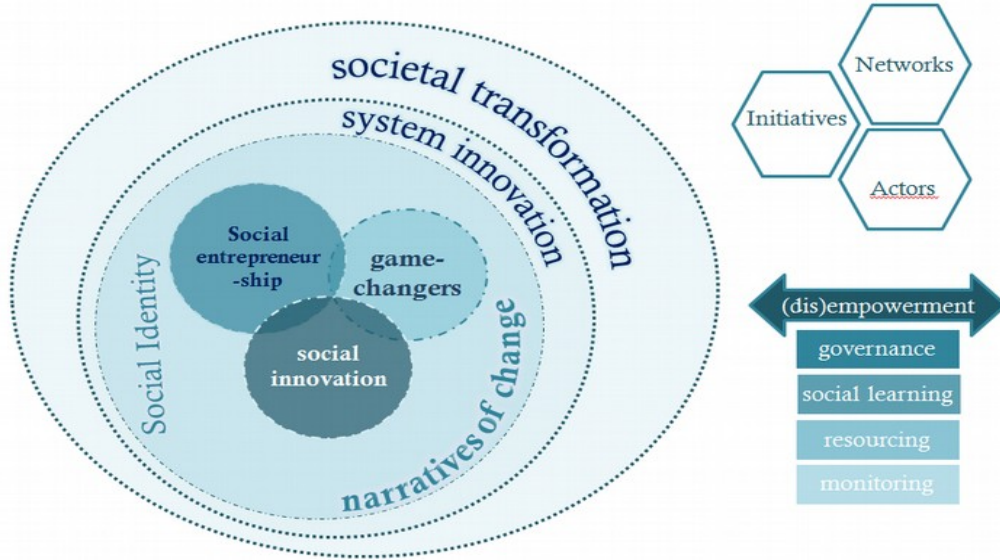 societal transformation
system innovation
Social
entrepreneur
-ship
game-
changers
social
innovation
Social Identity
narratives of change
Networks
Initiatives
Actors
(dis)empowerment
governance
social learning
resourcing
monitoring